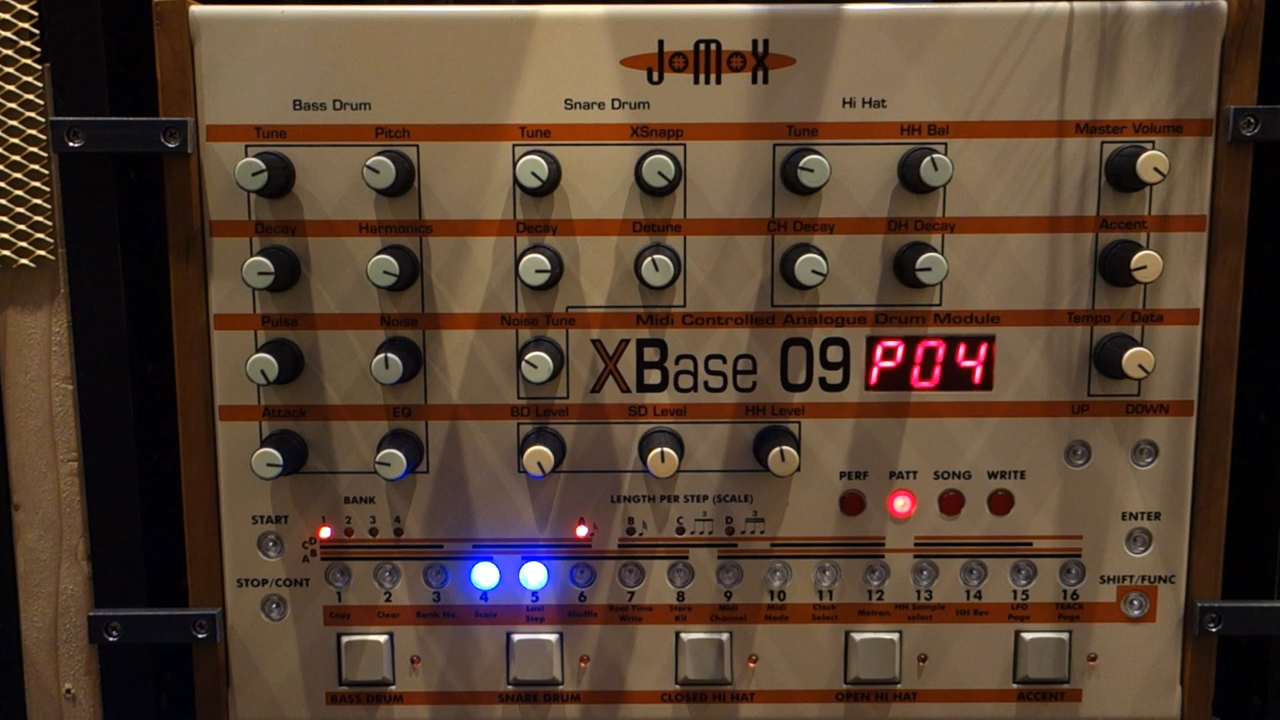 JoMoX
Bass Drum Snare Drum Hi Hat
Tune Pitch Tune XSnapp Tune HH Bal Master Volume
Decay Harmonics Decay Detune CH Decay OH Decay Accent
Pulse Noise Noise Tune Midi Controlled Analogue Drum Module Tempo / Data
XBase 09 P04
Attack EQ BD Level SD Level HH Level UP DOWN
PERF PATT SONG WRITE
BANK LENGTH PER STEP (SCALE)
START 1 2 3 4 A B C 3 D 3 ENTER
C D
A B
STOP/CONT SHIFT/FUNC
1 2 3 4 5 6 7 8 9 10 11 12 13 14 15 16
Copy Clear Bank No. Scale Last Step Shuffle Real Time Write Store Kit Midi Channel Midi Mode Clock Select Metron. HH Sample select HH Rev LFO Page TRACK Page
BASS DRUM SNARE DRUM CLOSED HI HAT OPEN HI HAT ACCENT